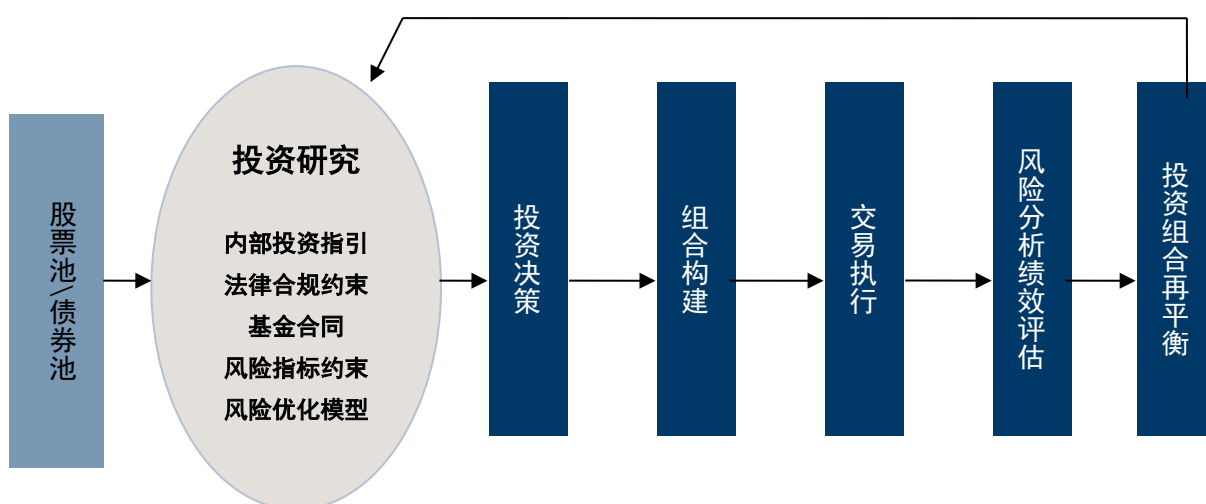 股票池/债券池
投资研究
内部投资指引
法律合规约束
基金合同
风险指标约束
风险优化模型
投资决策
组合构建
交易执行
风险分析绩效评估
投资组合再平衡